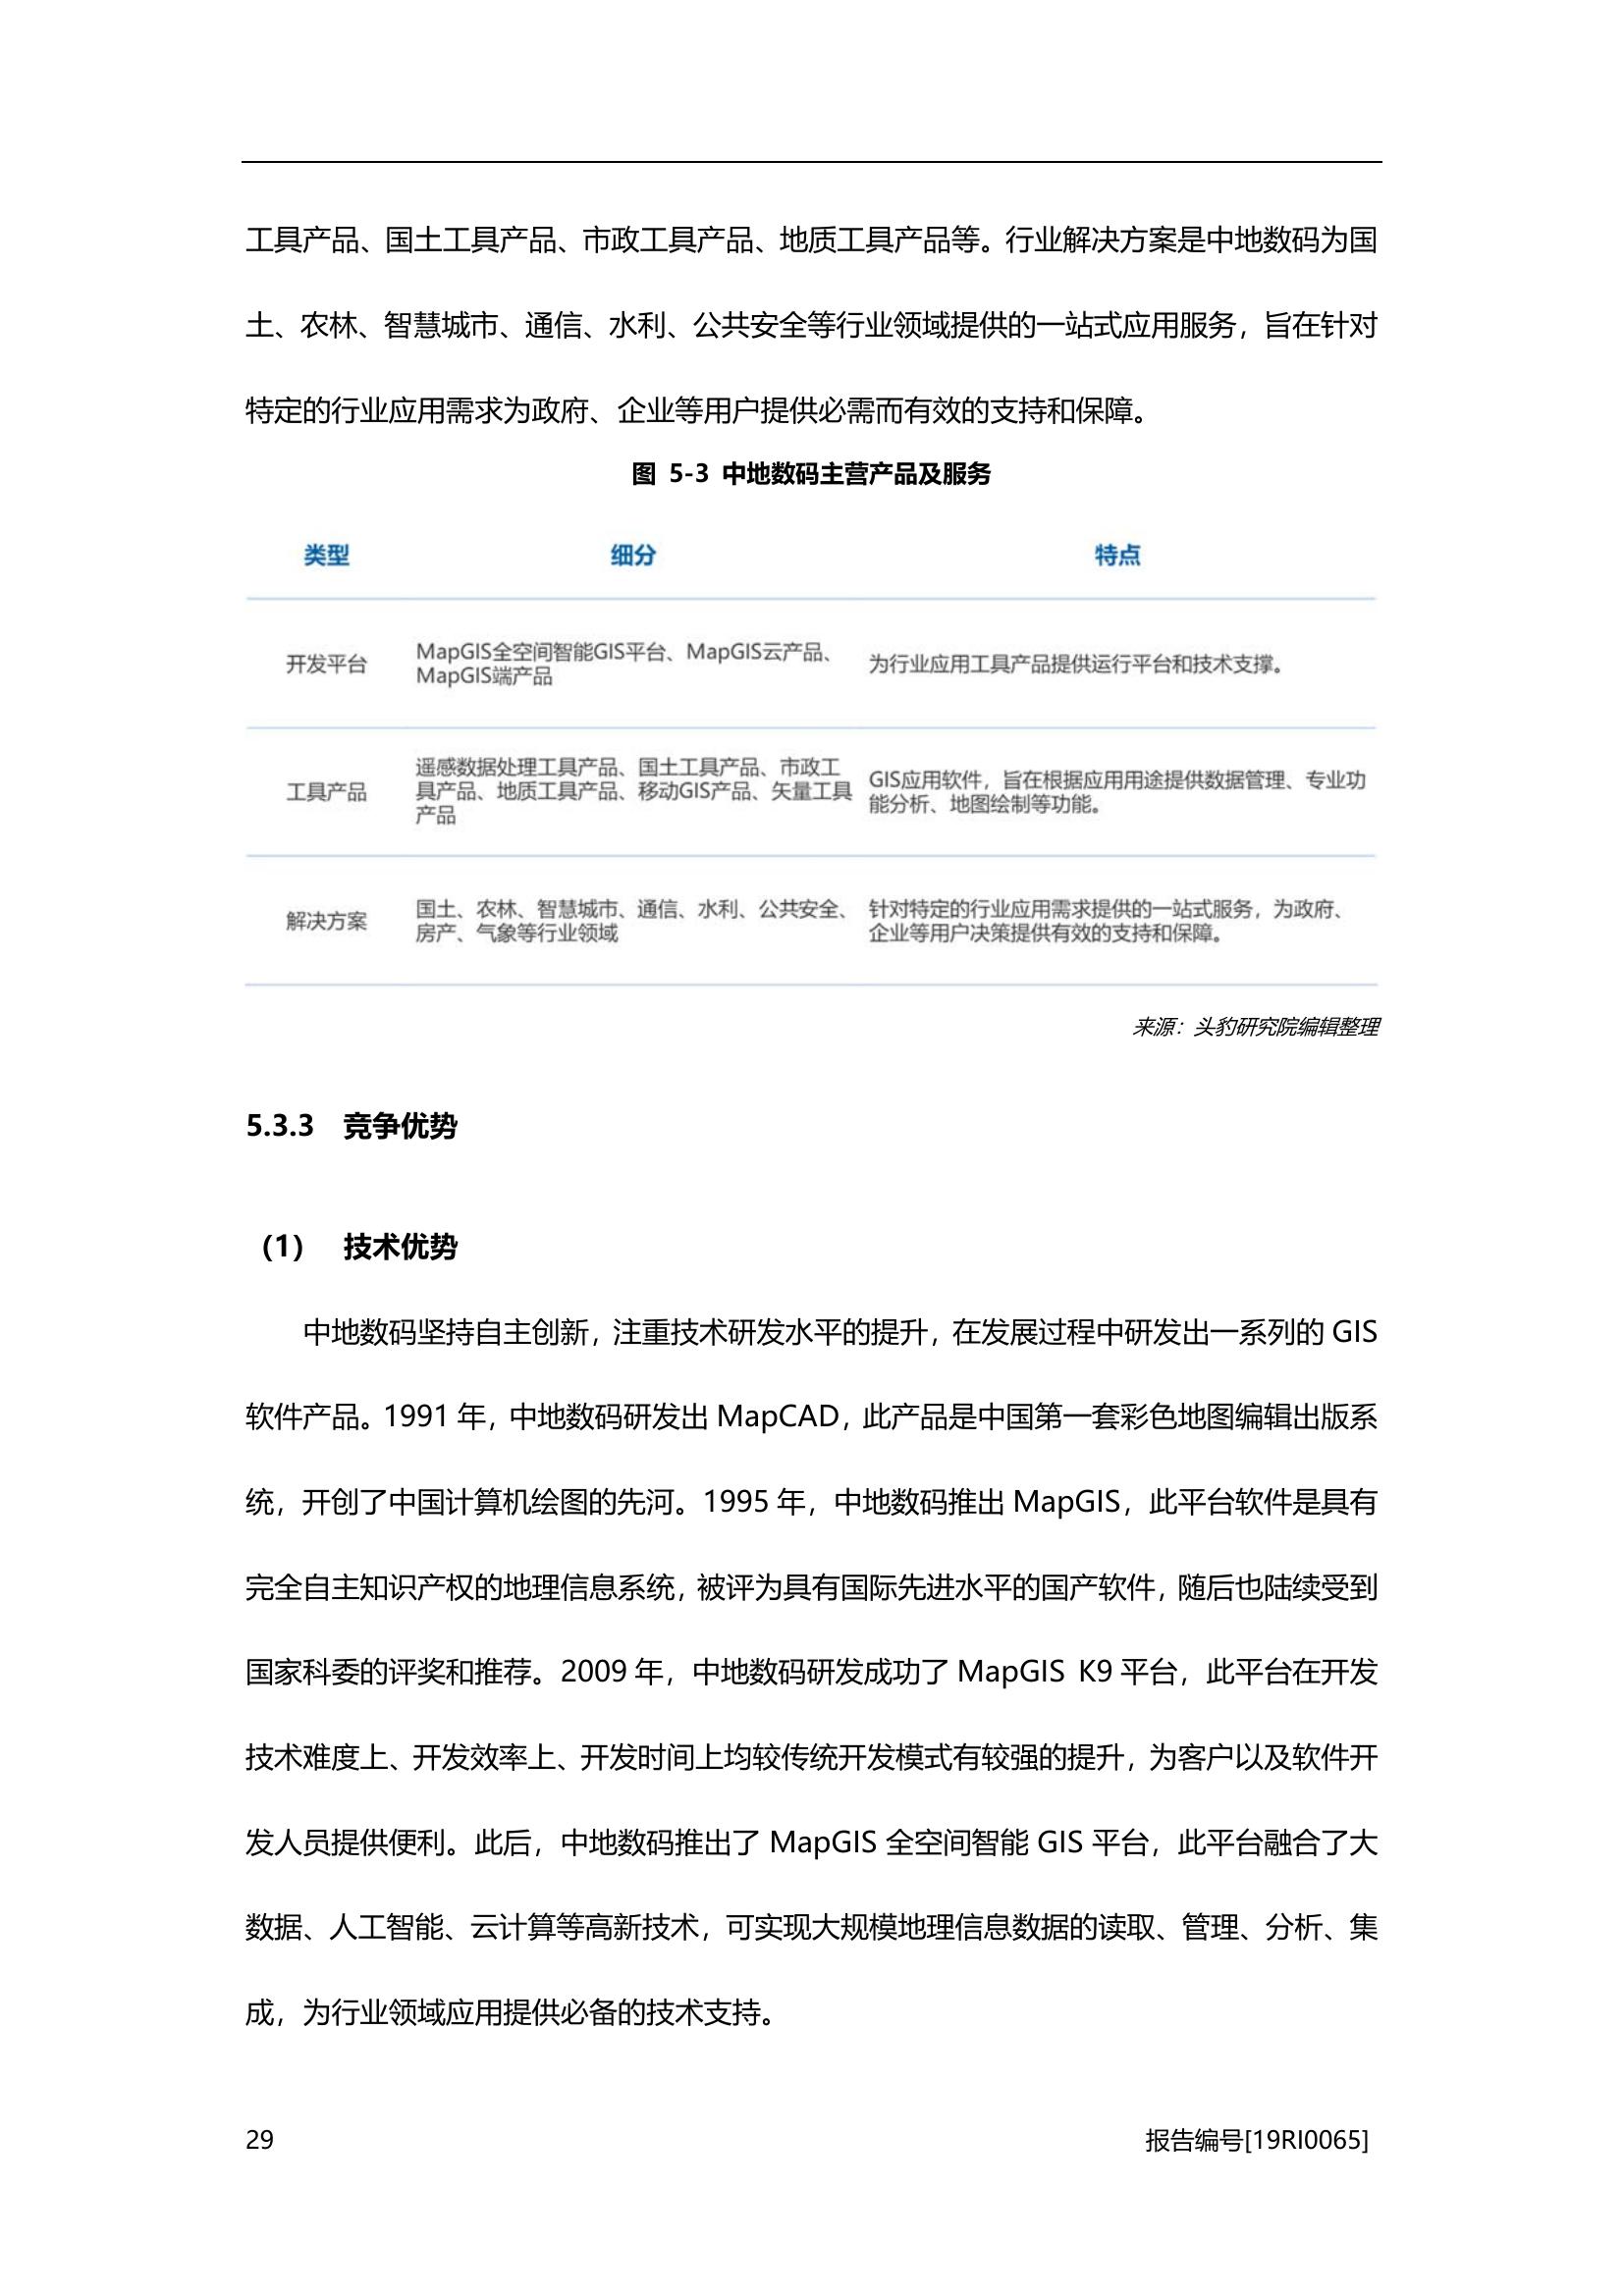 工具产品、国土工具产品、市政工具产品、地质工具产品等。行业解决方案是中地数码为国
土、农林、智慧城市、通信、水利、公共安全等行业领域提供的一站式应用服务，旨在针对
特定的行业应用需求为政府、企业等用户提供必需而有效的支持和保障。
图 5-3 中地数码主营产品及服务
类型 细分 特点
开发平台
MapGIS全空间智能GIS平台、MapGIS云产品、
MapGIS端产品
为行业应用工具产品提供运行平台和技术支撑。
工具产品
遥感数据处理工具产品、国土工具产品、市政工
具产品、地质工具产品、移动GIS产品、矢量工具
产品
GIS应用软件，旨在根据应用用途提供数据管理、专业功
能分析、地图绘制等功能。
解决方案
国土、农林、智慧城市、通信、水利、公共安全、
房产、气象等行业领域
针对特定的行业应用需求提供的一站式服务，为政府、
企业等用户决策提供有效的支持和保障。
来源：头豹研究院编辑整理
5.3.3 竞争优势
（1） 技术优势
中地数码坚持自主创新，注重技术研发水平的提升，在发展过程中研发出一系列的 GIS
软件产品。1991 年，中地数码研发出 MapCAD，此产品是中国第一套彩色地图编辑出版系
统，开创了中国计算机绘图的先河。1995 年，中地数码推出 MapGIS，此平台软件是具有
完全自主知识产权的地理信息系统，被评为具有国际先进水平的国产软件，随后也陆续受到
国家科委的评奖和推荐。2009 年，中地数码研发成功了 MapGIS K9 平台，此平台在开发
技术难度上、开发效率上、开发时间上均较传统开发模式有较强的提升，为客户以及软件开
发人员提供便利。此后，中地数码推出了 MapGIS 全空间智能 GIS 平台，此平台融合了大
数据、人工智能、云计算等高新技术，可实现大规模地理信息数据的读取、管理、分析、集
成，为行业领域应用提供必备的技术支持。
29 报告编号[19RI0065]